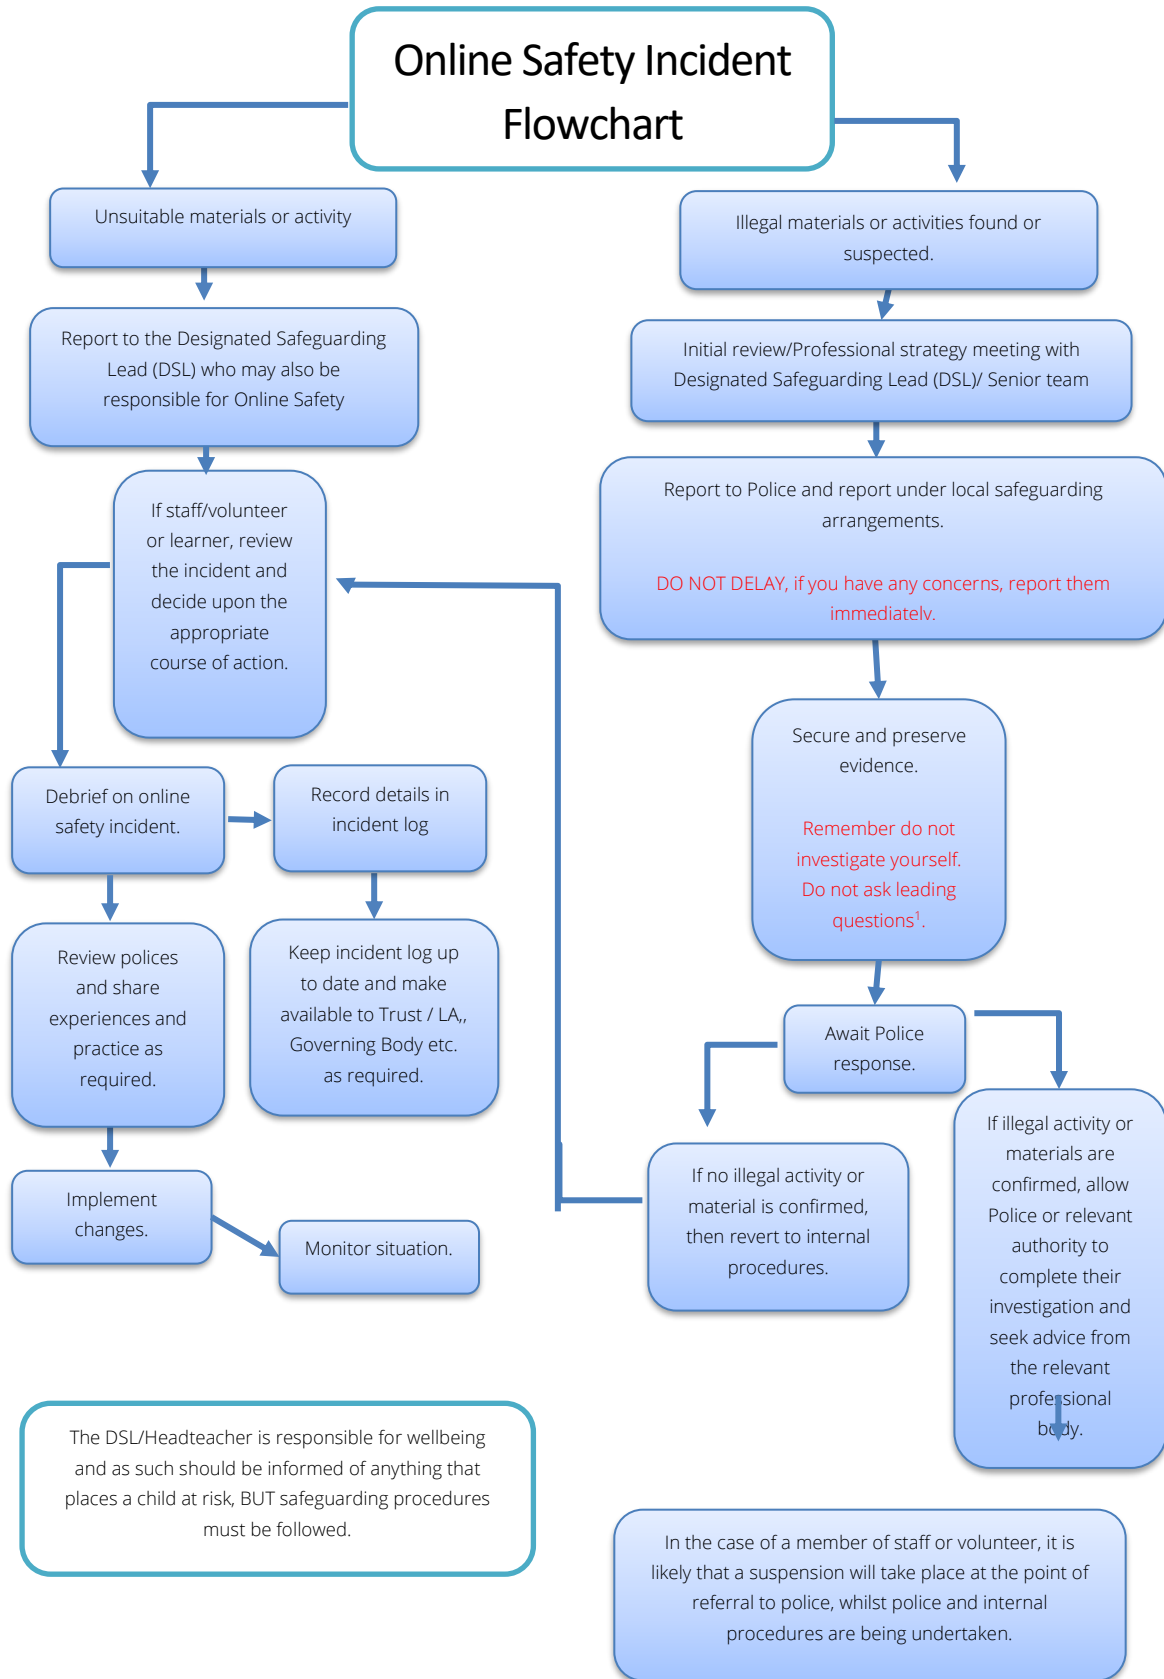 Online Safety Incident
Flowchart
Unsuitable materials or activity
Report to the Designated Safeguarding
Lead (DSL) who may also be
responsible for Online Safety
If staff/volunteer
or learner, review
the incident and
decide upon the
appropriate
course of action.
Debrief on online
safety incident.
Record details in
incident log
Review polices
and share
experiences and
practice as
required.
Keep incident log up
to date and make
available to Trust / LA,,
Governing Body etc.
as required.
Implement
changes.
Monitor situation.
Illegal materials or activities found or
suspected.
Initial review/Professional strategy meeting with
Designated Safeguarding Lead (DSL)/ Senior team
Report to Police and report under local safeguarding
arrangements.
DO NOT DELAY, if you have any concerns, report them
immediately.
Secure and preserve
evidence.
Remember do not
investigate yourself.
Do not ask leading
questions¹.
Await Police
response.
If no illegal activity or
material is confirmed,
then revert to internal
procedures.
If illegal activity or
materials are
confirmed, allow
Police or relevant
authority to
complete their
investigation and
seek advice from
the relevant
professional
body.
The DSL/Headteacher is responsible for wellbeing
and as such should be informed of anything that
places a child at risk, BUT safeguarding procedures
must be followed.
In the case of a member of staff or volunteer, it is
likely that a suspension will take place at the point of
referral to police, whilst police and internal
procedures are being undertaken.